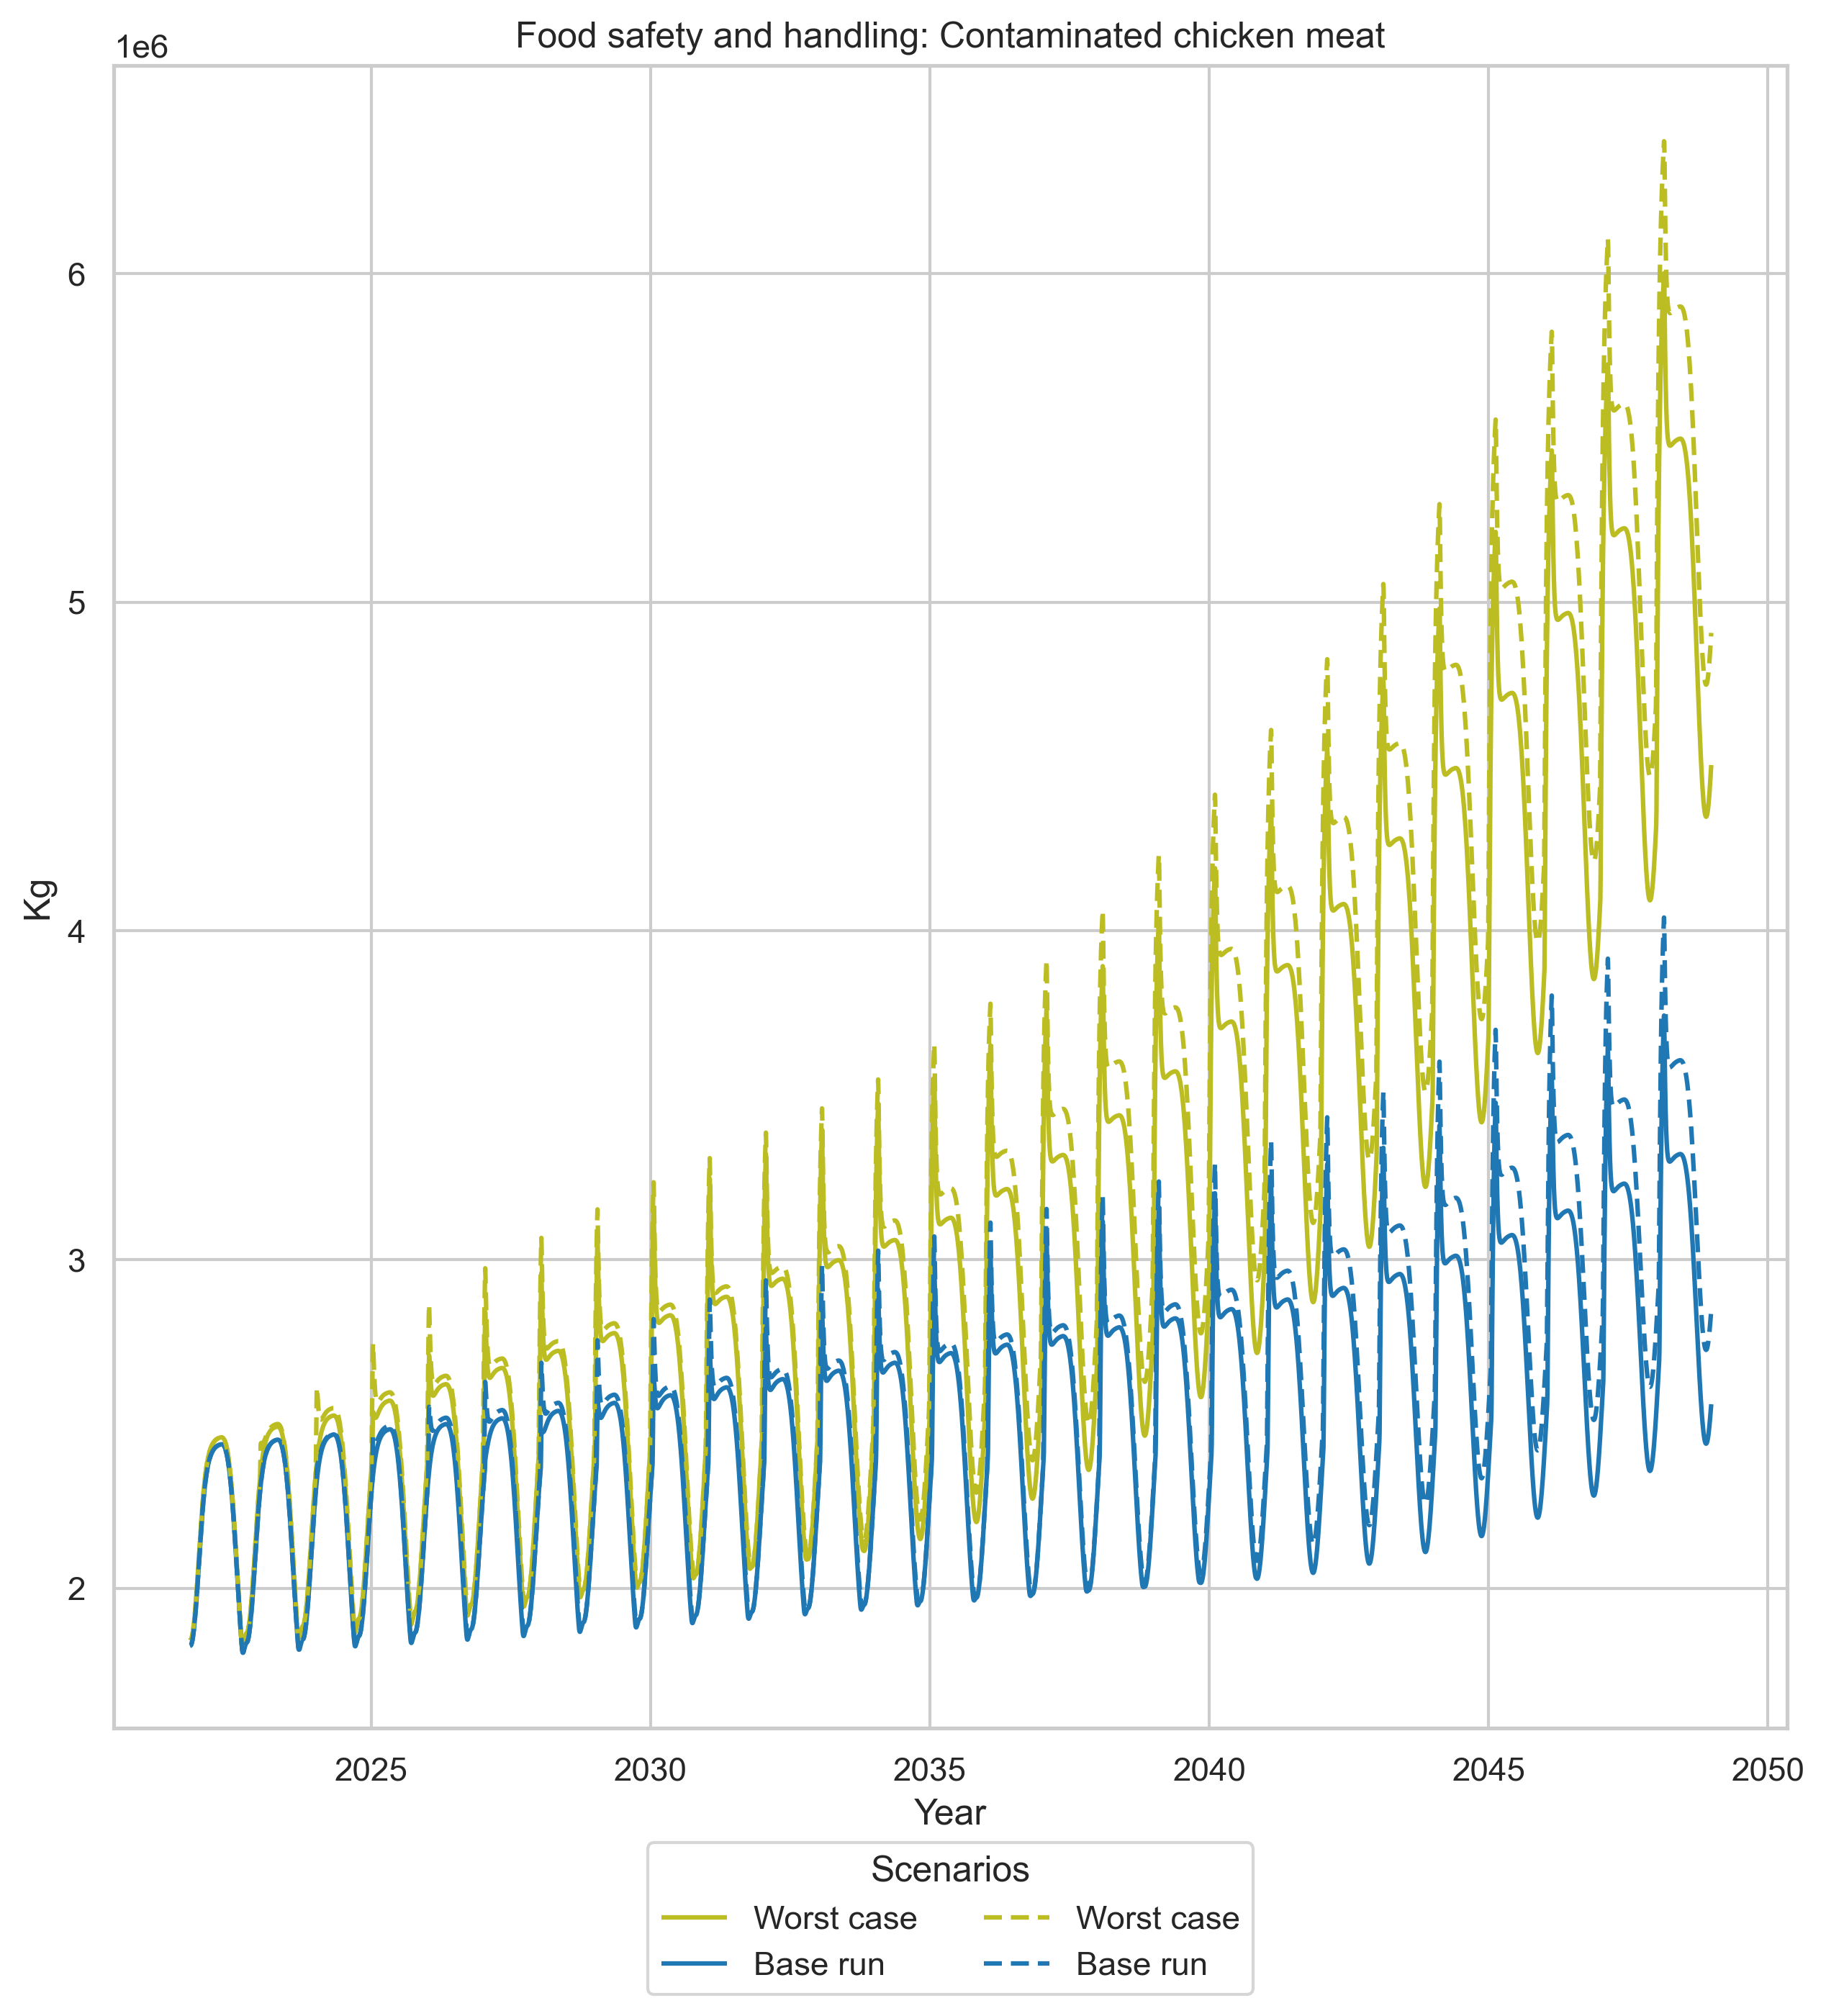 Food safety and handling: Contaminated chicken meat
1e6
6
5
4
3
2
Kg
2025 2030 2035 2040 2045 2050
Year
Scenarios
Worst case Worst case
Base run Base run